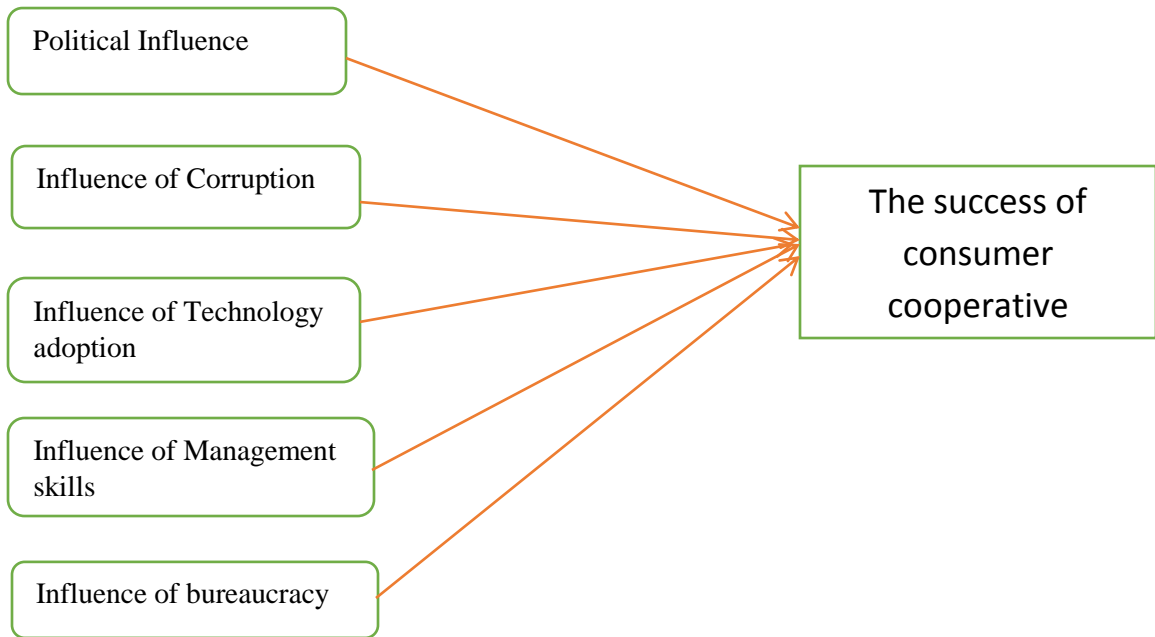 Political Influence
Influence of Corruption
Influence of Technology
adoption
Influence of Management
skills
Influence of bureaucracy
The success of
consumer
cooperative